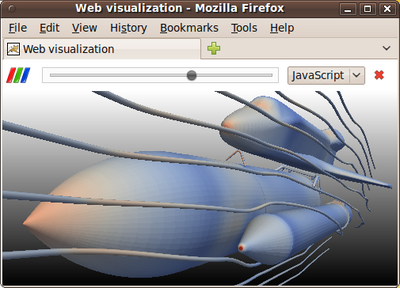 Web visualization - Mozilla Firefox
File Edit View History Bookmarks Tools Help
Web visualization
JavaScript